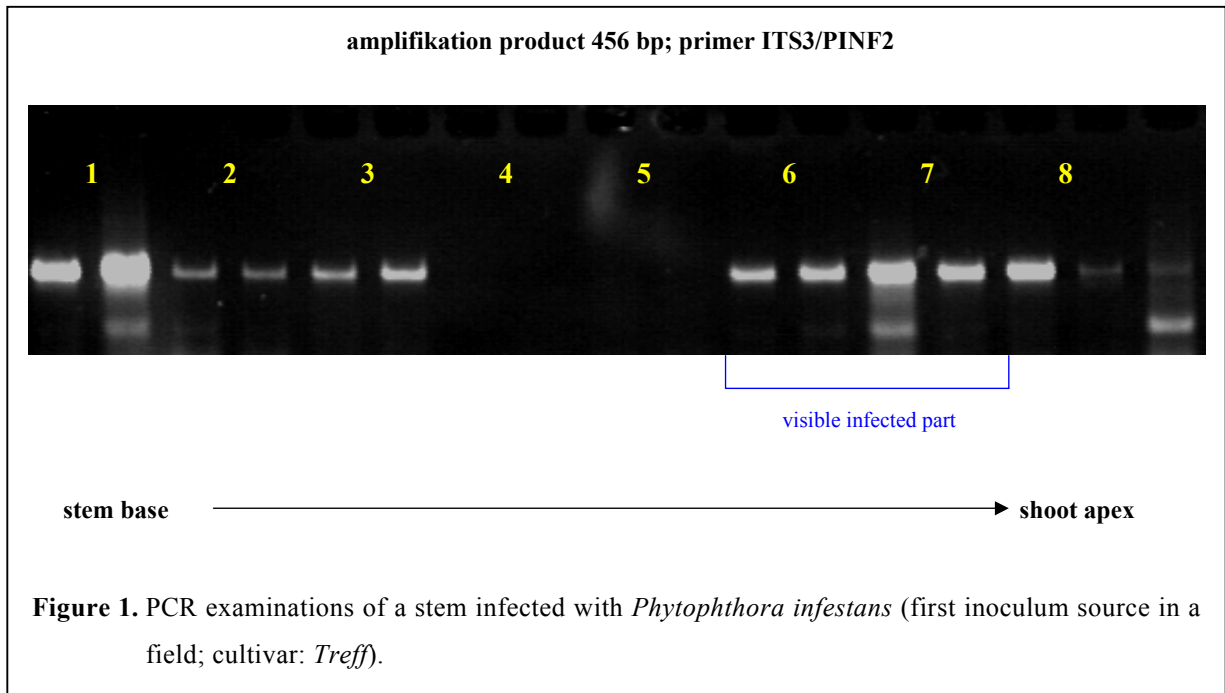 amplifikation product 456 bp; primer ITS3/PINF2
1 2 3 4 5 6 7 8
visible infected part
stem base shoot apex
Figure 1. PCR examinations of a stem infected with Phytophthora infestans (first inoculum source in a
field; cultivar: Treff).